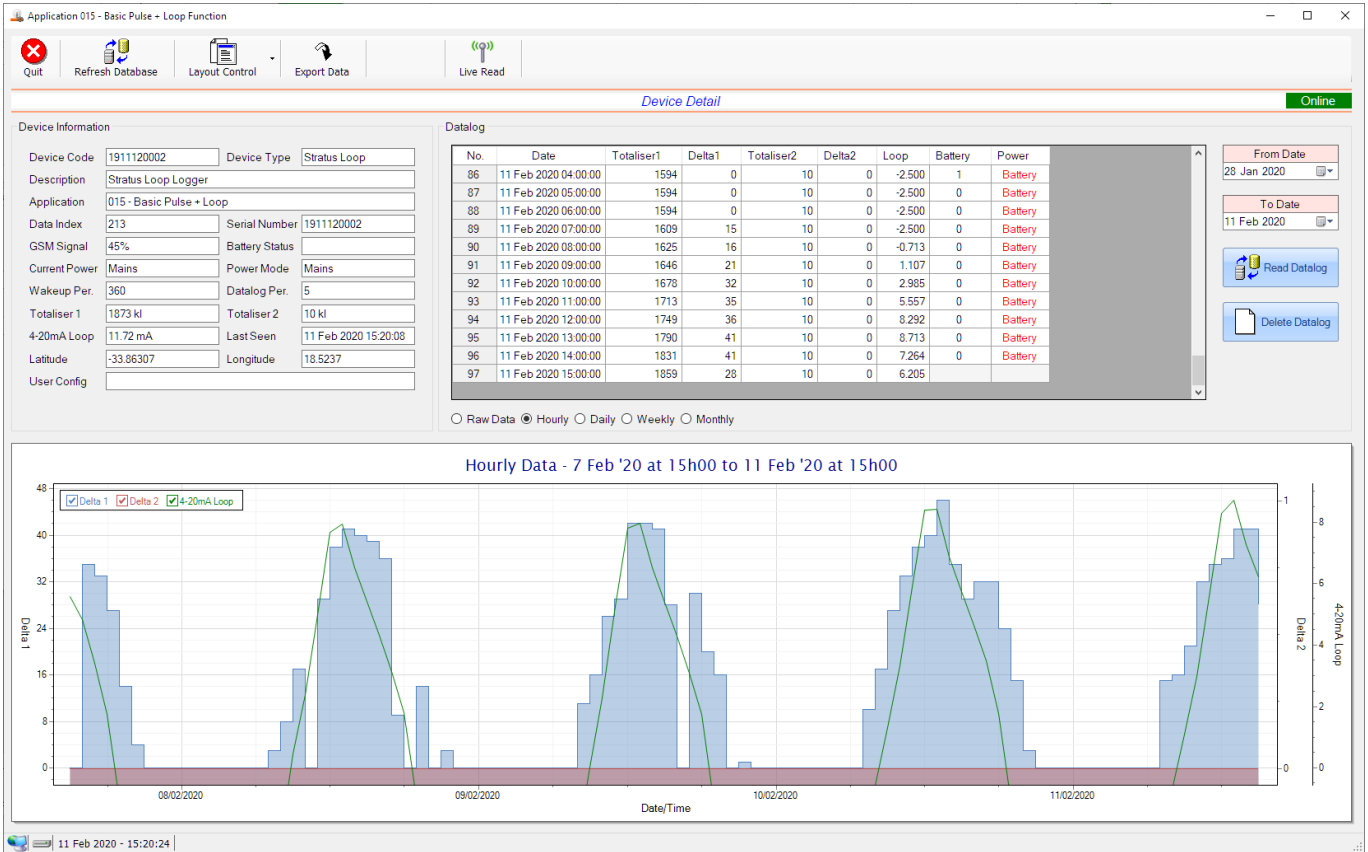 Application 015 - Basic Pulse + Loop Function
Quit Refresh Database Layout Control Export Data Live Read
Device Detail Online
Device Information
Device Code 1911120002 Device Type Stratus Loop
Description Stratus Loop Logger
Application 015 - Basic Pulse + Loop
Data Index 213 Serial Number 1911120002
GSM Signal 45% Battery Status
Current Power Mains Power Mode Mains
Wakeup Per. 360 Datalog Per. 5
Totaliser 1 1873 kl Totaliser 2 10 kl
4-20mA Loop 11.72 mA Last Seen 11 Feb 2020 15:20:08
Latitude -33.86307 Longitude 18.5237
User Config
Datalog
No. Date Totaliser1 Delta1 Totaliser2 Delta2 Loop Battery Power
86 11 Feb 2020 04:00:00 1594 0 10 0 -2.500 1 Battery
87 11 Feb 2020 05:00:00 1594 0 10 0 -2.500 0 Battery
88 11 Feb 2020 06:00:00 1594 0 10 0 -2.500 0 Battery
89 11 Feb 2020 07:00:00 1609 15 10 0 -2.500 0 Battery
90 11 Feb 2020 08:00:00 1625 16 10 0 -0.713 0 Battery
91 11 Feb 2020 09:00:00 1646 21 10 0 1.107 0 Battery
92 11 Feb 2020 10:00:00 1678 32 10 0 2.985 0 Battery
93 11 Feb 2020 11:00:00 1713 35 10 0 5.557 0 Battery
94 11 Feb 2020 12:00:00 1749 36 10 0 8.292 0 Battery
95 11 Feb 2020 13:00:00 1790 41 10 0 8.713 0 Battery
96 11 Feb 2020 14:00:00 1831 41 10 0 7.264 0 Battery
97 11 Feb 2020 15:00:00 1859 28 10 0 6.205
Raw Data Hourly Daily Weekly Monthly
From Date
28 Jan 2020
To Date
11 Feb 2020
Read Datalog
Delete Datalog
Hourly Data - 7 Feb '20 at 15h00 to 11 Feb '20 at 15h00
Delta 1 Delta 2 4-20mA Loop
48
40
32
24
16
8
0
Delta 1
1
0
Delta 2
8
6
4
2
0
4-20mA Loop
08/02/2020 09/02/2020 10/02/2020 11/02/2020
Date/Time
11 Feb 2020 - 15:20:24